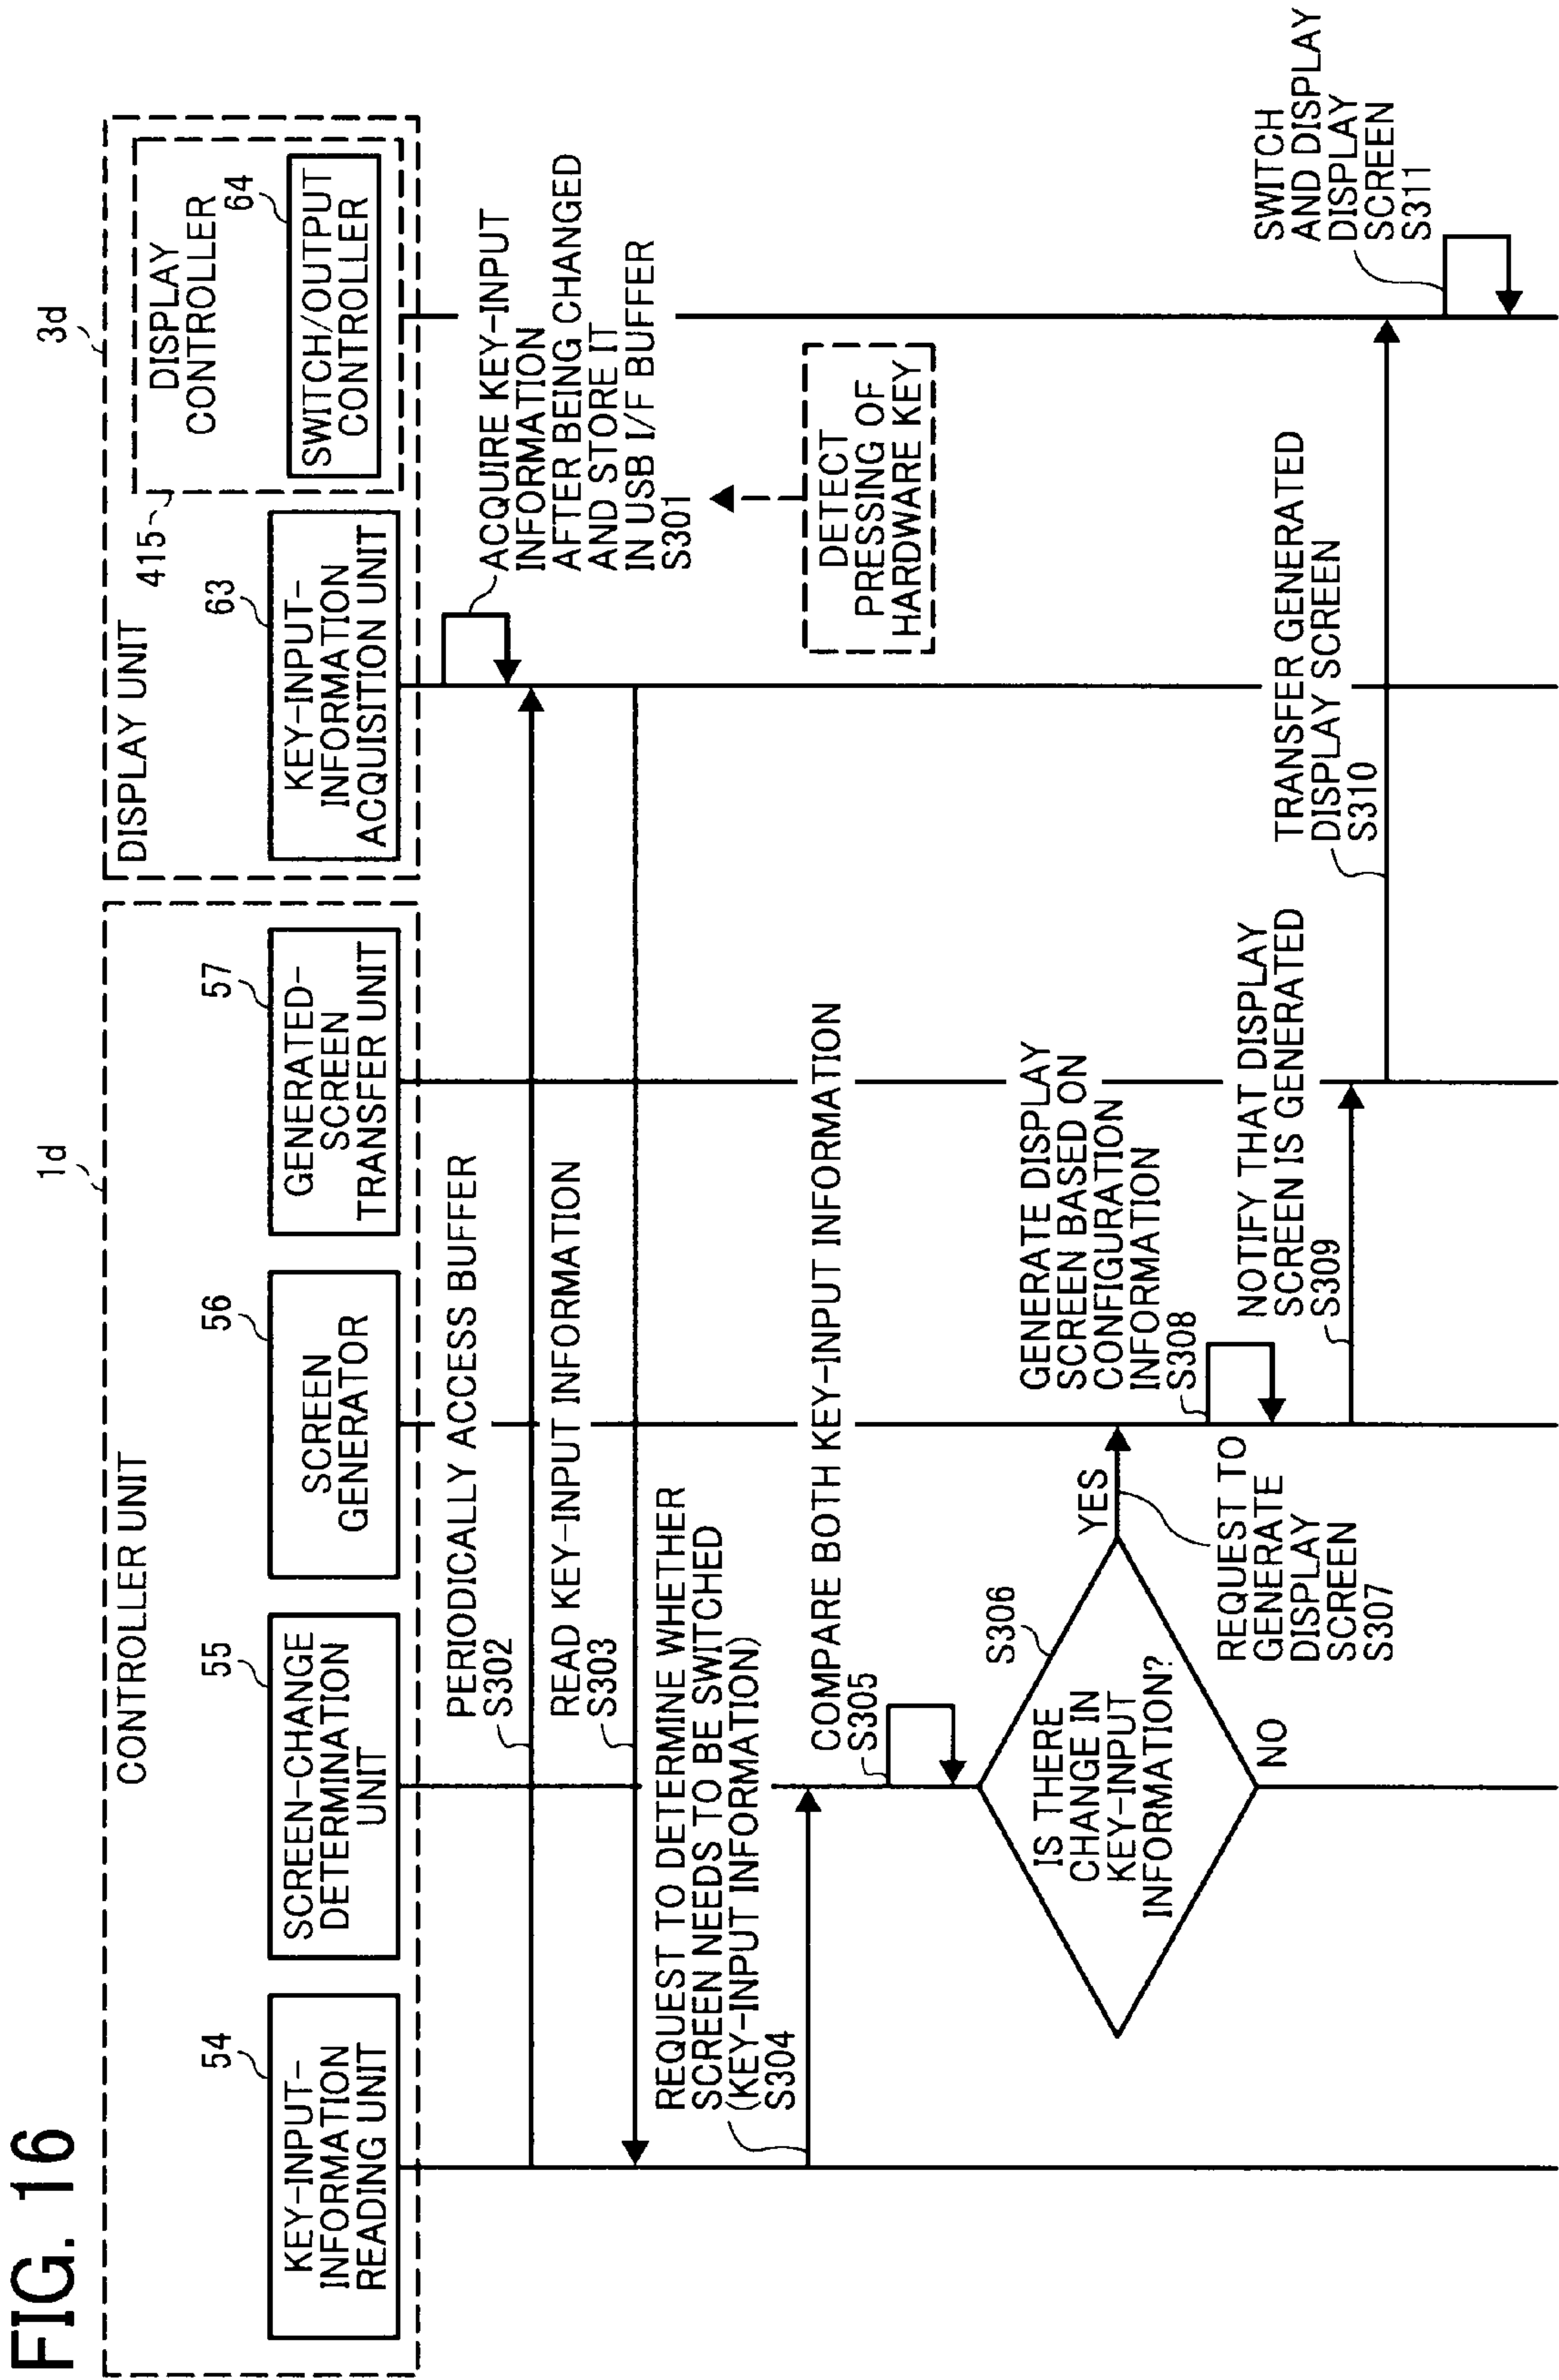 FIG. 16
1d
3d
CONTROLLER UNIT
DISPLAY UNIT
415
DISPLAY
CONTROLLER
54
KEY-INPUT-
INFORMATION
READING UNIT
55
SCREEN-CHANGE
DETERMINATION
UNIT
56
SCREEN
GENERATOR
57
GENERATED-
SCREEN
TRANSFER UNIT
63
KEY-INPUT-
INFORMATION
ACQUISITION UNIT
64
SWITCH/OUTPUT
CONTROLLER
ACQUIRE KEY-INPUT
INFORMATION
AFTER BEING CHANGED
AND STORE IT
IN USB I/F BUFFER
S301
DETECT
PRESSING OF
HARDWARE KEY
PERIODICALLY ACCESS BUFFER
S302
READ KEY-INPUT INFORMATION
S303
REQUEST TO DETERMINE WHETHER
SCREEN NEEDS TO BE SWITCHED
(KEY-INPUT INFORMATION)
S304
COMPARE BOTH KEY-INPUT INFORMATION
S305
S306
IS THERE
CHANGE IN
KEY-INPUT
INFORMATION?
YES
NO
REQUEST TO
GENERATE
DISPLAY
SCREEN
S307
GENERATE DISPLAY
SCREEN BASED ON
CONFIGURATION
INFORMATION
S308
NOTIFY THAT DISPLAY
SCREEN IS GENERATED
S309
TRANSFER GENERATED
DISPLAY SCREEN
S310
SWITCH
AND DISPLAY
DISPLAY
SCREEN
S311